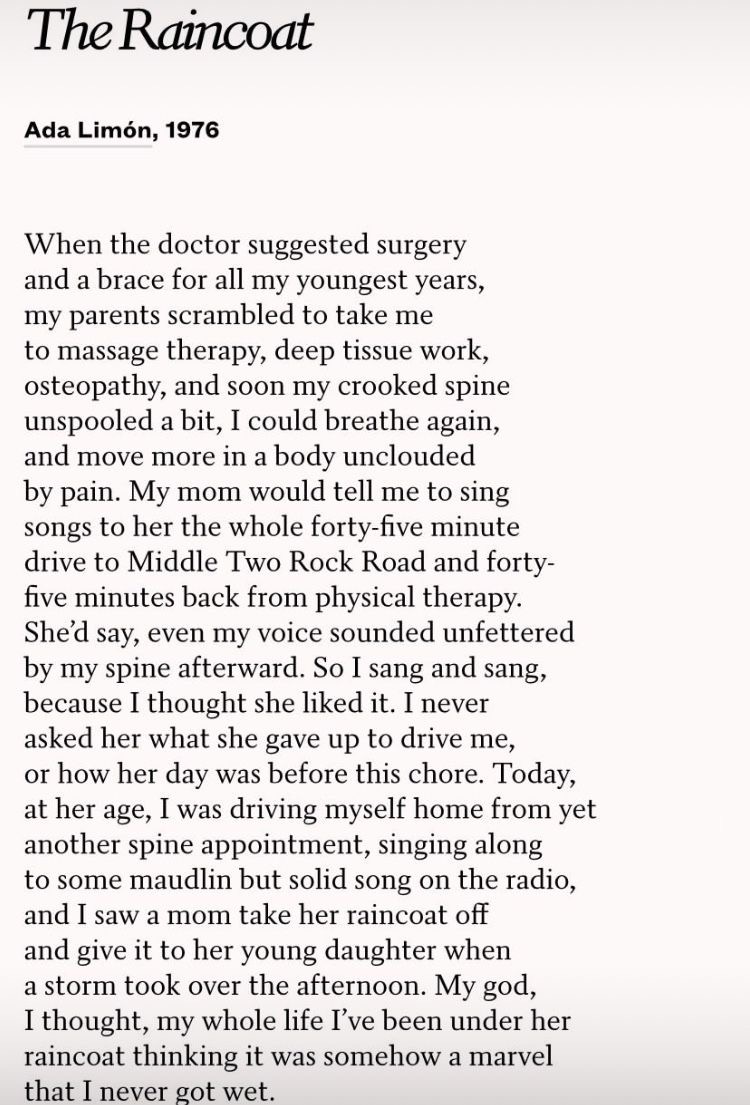 The Raincoat
Ada Limón, 1976
When the doctor suggested surgery
and a brace for all my youngest years,
my parents scrambled to take me
to massage therapy, deep tissue work,
osteopathy, and soon my crooked spine
unspooled a bit, I could breathe again,
and move more in a body unclouded
by pain. My mom would tell me to sing
songs to her the whole forty-five minute
drive to Middle Two Rock Road and forty-
five minutes back from physical therapy.
She’d say, even my voice sounded unfettered
by my spine afterward. So I sang and sang,
because I thought she liked it. I never
asked her what she gave up to drive me,
or how her day was before this chore. Today,
at her age, I was driving myself home from yet
another spine appointment, singing along
to some maudlin but solid song on the radio,
and I saw a mom take her raincoat off
and give it to her young daughter when
a storm took over the afternoon. My god,
I thought, my whole life I’ve been under her
raincoat thinking it was somehow a marvel
that I never got wet.